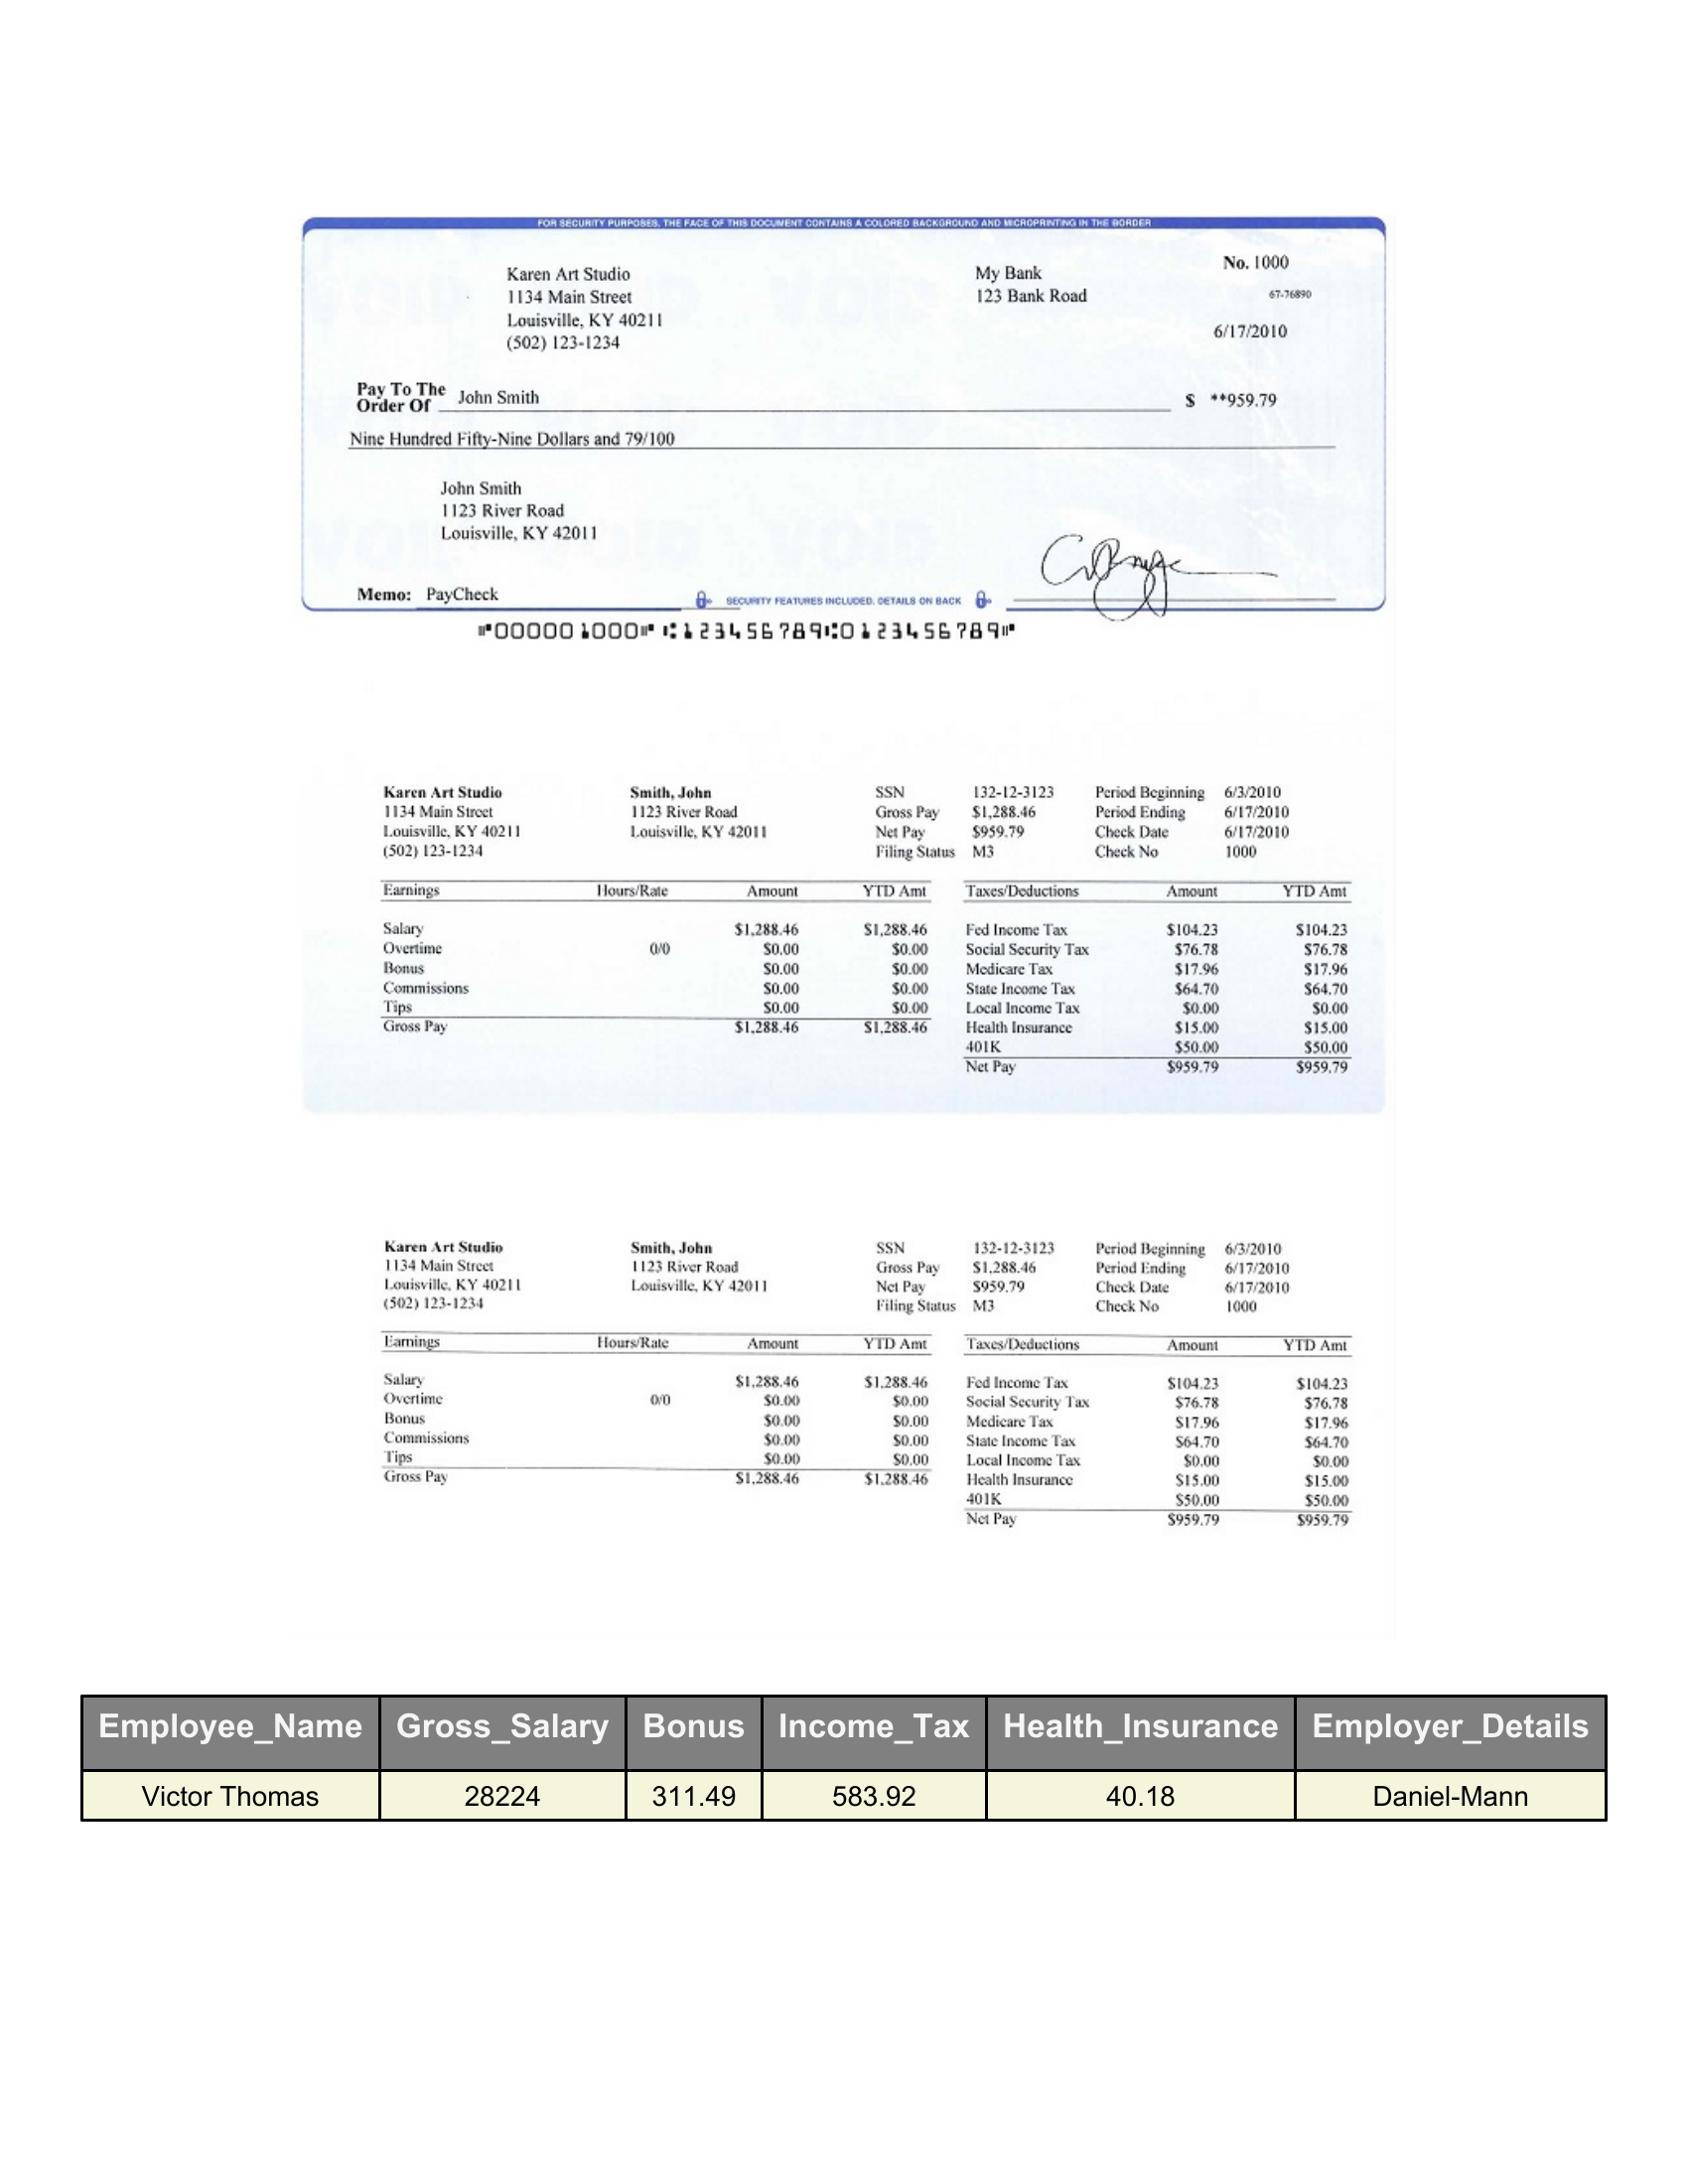 FOR SECURITY PURPOSES, THE FACE OF THIS DOCUMENT CONTAINS A COLORED BACKGROUND AND MICROPRINTING IN THE BORDER
Karen Art Studio
1134 Main Street
Louisville, KY 40211
(502) 123-1234
My Bank
123 Bank Road
No. 1000
67-76890
6/17/2010
Pay To The
Order Of John Smith $ **959.79
Nine Hundred Fifty-Nine Dollars and 79/100
John Smith
1123 River Road
Louisville, KY 42011
VOID VOID VOID
Memo: PayCheck
SECURITY FEATURES INCLUDED. DETAILS ON BACK
⑈000001000⑈ ⑆123456789⑆0123456789⑈
Karen Art Studio Smith, John SSN 132-12-3123 Period Beginning 6/3/2010
1134 Main Street 1123 River Road Gross Pay $1,288.46 Period Ending 6/17/2010
Louisville, KY 40211 Louisville, KY 42011 Net Pay $959.79 Check Date 6/17/2010
(502) 123-1234 Filing Status M3 Check No 1000
Earnings Hours/Rate Amount YTD Amt Taxes/Deductions Amount YTD Amt
Salary $1,288.46 $1,288.46 Fed Income Tax $104.23 $104.23
Overtime 0/0 $0.00 $0.00 Social Security Tax $76.78 $76.78
Bonus $0.00 $0.00 Medicare Tax $17.96 $17.96
Commissions $0.00 $0.00 State Income Tax $64.70 $64.70
Tips $0.00 $0.00 Local Income Tax $0.00 $0.00
Gross Pay $1,288.46 $1,288.46 Health Insurance $15.00 $15.00
401K $50.00 $50.00
Net Pay $959.79 $959.79
Karen Art Studio Smith, John SSN 132-12-3123 Period Beginning 6/3/2010
1134 Main Street 1123 River Road Gross Pay $1,288.46 Period Ending 6/17/2010
Louisville, KY 40211 Louisville, KY 42011 Net Pay $959.79 Check Date 6/17/2010
(502) 123-1234 Filing Status M3 Check No 1000
Earnings Hours/Rate Amount YTD Amt Taxes/Deductions Amount YTD Amt
Salary $1,288.46 $1,288.46 Fed Income Tax $104.23 $104.23
Overtime 0/0 $0.00 $0.00 Social Security Tax $76.78 $76.78
Bonus $0.00 $0.00 Medicare Tax $17.96 $17.96
Commissions $0.00 $0.00 State Income Tax $64.70 $64.70
Tips $0.00 $0.00 Local Income Tax $0.00 $0.00
Gross Pay $1,288.46 $1,288.46 Health Insurance $15.00 $15.00
401K $50.00 $50.00
Net Pay $959.79 $959.79
Employee_Name Gross_Salary Bonus Income_Tax Health_Insurance Employer_Details
Victor Thomas 28224 311.49 583.92 40.18 Daniel-Mann